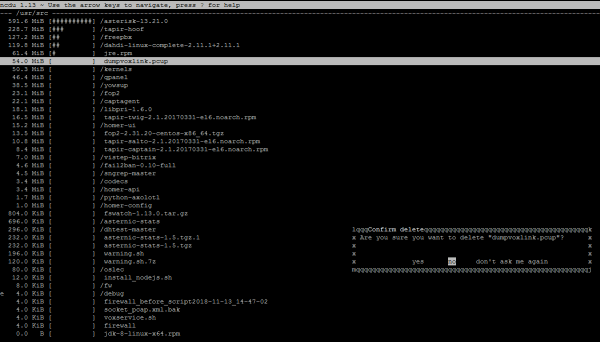 ncdu 1.13 ~ Use the arrow keys to navigate, press ? for help
--- /usr/src ---
591.6 MiB [##########] /asterisk-13.21.0
228.7 MiB [### ] /tapir-hoof
127.2 MiB [## ] /freepbx
119.8 MiB [## ] /dahdi-linux-complete-2.11.1+2.11.1
61.4 MiB [# ] jre.rpm
54.0 MiB [ ] dumpvoxlink.pcup
50.3 MiB [ ] /kernels
46.4 MiB [ ] /qpanel
38.5 MiB [ ] /yowsup
23.1 MiB [ ] /fop2
22.1 MiB [ ] /captagent
18.1 MiB [ ] /libpri-1.6.0
16.5 MiB [ ] tapir-twig-2.1.20170331-el6.noarch.rpm
15.2 MiB [ ] /homer-ui
13.5 MiB [ ] fop2-2.31.20-centos-x86_64.tgz
10.8 MiB [ ] tapir-salto-2.1.20170331-el6.noarch.rpm
8.4 MiB [ ] tapir-captain-2.1.20170331-el6.noarch.rpm
7.0 MiB [ ] /vistep-bitrix
4.6 MiB [ ] /fail2ban-0.10-full
4.5 MiB [ ] /sngrep-master
3.4 MiB [ ] /codecs
3.4 MiB [ ] /homer-api
1.7 MiB [ ] /python-axolotl
1.0 MiB [ ] /homer-config
804.0 KiB [ ] fswatch-1.13.0.tar.gz
696.0 KiB [ ] /asternic-stats
296.0 KiB [ ] /dhtest-master
232.0 KiB [ ] asternic-stats-1.5.tgz.1
232.0 KiB [ ] asternic-stats-1.5.tgz
196.0 KiB [ ] warning.sh
120.0 KiB [ ] warning.sh.7z
80.0 KiB [ ] /oslec
12.0 KiB [ ] install_nodejs.sh
8.0 KiB [ ] /fw
e 4.0 KiB [ ] /debug
4.0 KiB [ ] firewall_before_script2018-11-13_14-47-02
4.0 KiB [ ] socket_pcap.xml.bak
4.0 KiB [ ] voxservice.sh
4.0 KiB [ ] firewall
0.0 B [ ] jdk-8-linux-x64.rpm
lqqqConfirm deleteqqqqqqqqqqqqqqqqqqqqqqqqqqqqqqqqqqqqqqqqk
x Are you sure you want to delete "dumpvoxlink.pcup"? x
x x
x yes no don't ask me again x
mqqqqqqqqqqqqqqqqqqqqqqqqqqqqqqqqqqqqqqqqqqqqqqqqqqqqqqqqqj